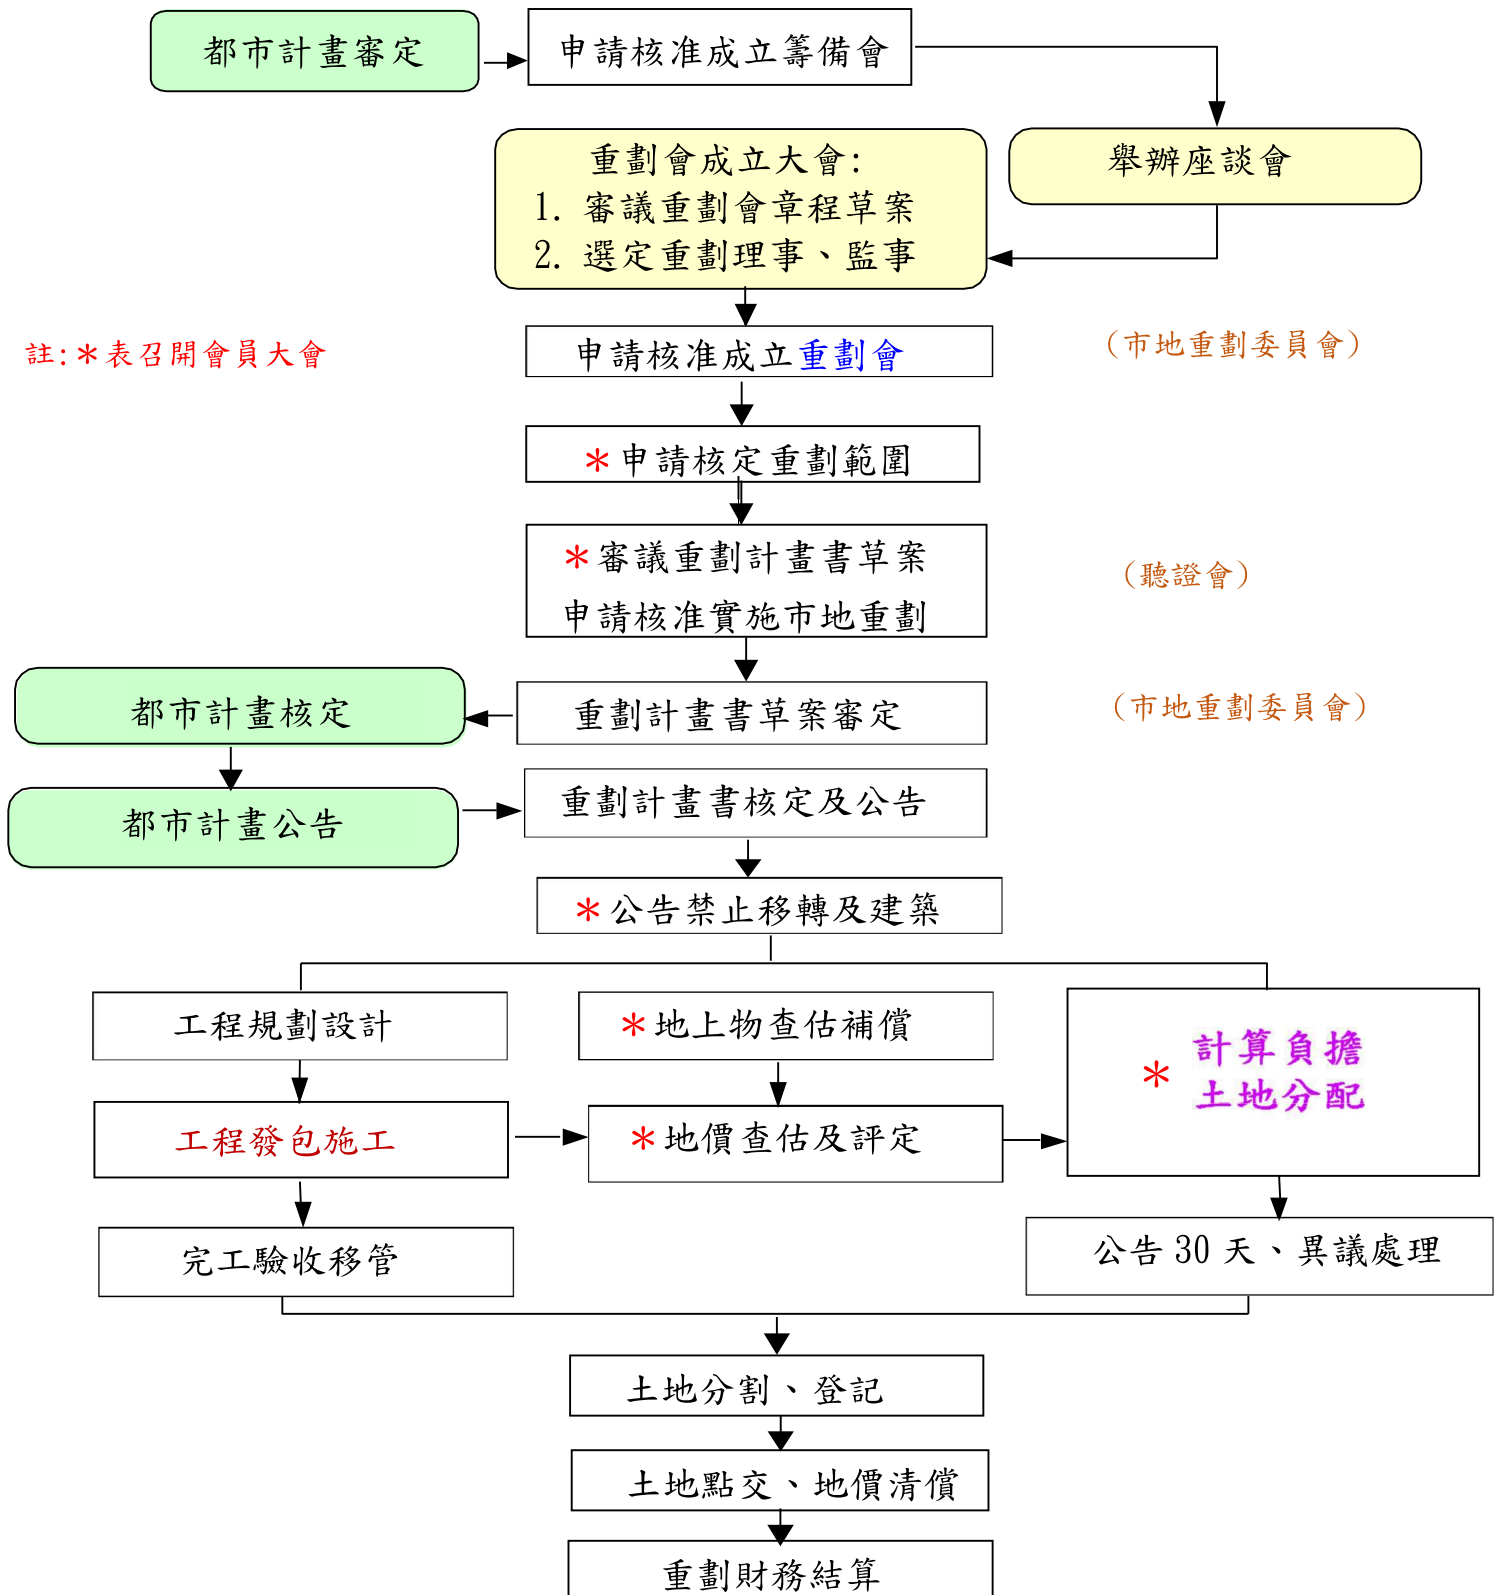 都市計畫審定
申請核准成立籌備會
舉辦座談會
重劃會成立大會:
1. 審議重劃會章程草案
2. 選定重劃理事、監事
註:＊表召開會員大會
申請核准成立重劃會
(市地重劃委員會)
＊申請核定重劃範圍
＊審議重劃計畫書草案
申請核准實施市地重劃
(聽證會)
都市計畫核定
重劃計畫書草案審定
(市地重劃委員會)
都市計畫公告
重劃計畫書核定及公告
＊公告禁止移轉及建築
工程規劃設計
＊地上物查估補償
＊計算負擔
土地分配
工程發包施工
＊地價查估及評定
完工驗收移管
公告30天、異議處理
土地分割、登記
土地點交、地價清償
重劃財務結算